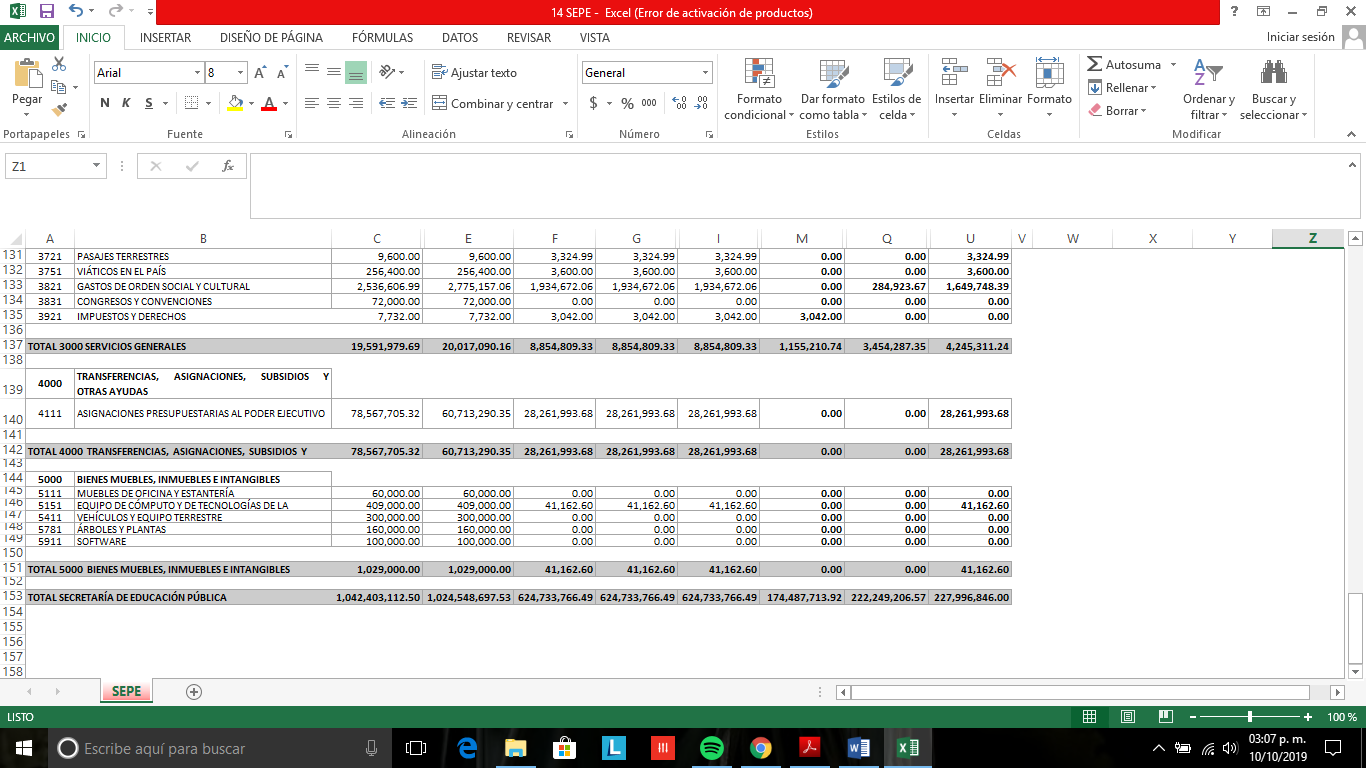 14 SEPE -  Excel (Error de activación de productos)
ARCHIVO INICIO INSERTAR DISEÑO DE PÁGINA FÓRMULAS DATOS REVISAR VISTA Iniciar sesión
Pegar
Portapapeles
Arial 8
N K S
Fuente
Ajustar texto
Combinar y centrar
Alineación
General
$ % 000
Número
Formato condicional
Dar formato como tabla
Estilos de celda
Estilos
Insertar Eliminar Formato
Celdas
Autosuma
Rellenar
Borrar
Ordenar y filtrar
Buscar y seleccionar
Modificar
Z1 fx
A B C E F G I M Q U V W X Y Z
131 3721 PASAJES TERRESTRES 9,600.00 9,600.00 3,324.99 3,324.99 3,324.99 0.00 0.00 3,324.99
132 3751 VIÁTICOS EN EL PAÍS 256,400.00 256,400.00 3,600.00 3,600.00 3,600.00 0.00 0.00 3,600.00
133 3821 GASTOS DE ORDEN SOCIAL Y CULTURAL 2,536,606.99 2,775,157.06 1,934,672.06 1,934,672.06 1,934,672.06 0.00 284,923.67 1,649,748.39
134 3831 CONGRESOS Y CONVENCIONES 72,000.00 72,000.00 0.00 0.00 0.00 0.00 0.00 0.00
135 3921 IMPUESTOS Y DERECHOS 7,732.00 7,732.00 3,042.00 3,042.00 3,042.00 3,042.00 0.00 0.00
136
137 TOTAL 3000 SERVICIOS GENERALES 19,591,979.69 20,017,090.16 8,854,809.33 8,854,809.33 8,854,809.33 1,155,210.74 3,454,287.35 4,245,311.24
138
139 4000 TRANSFERENCIAS, ASIGNACIONES, SUBSIDIOS Y
OTRAS AYUDAS
140 4111 ASIGNACIONES PRESUPUESTARIAS AL PODER EJECUTIVO 78,567,705.32 60,713,290.35 28,261,993.68 28,261,993.68 28,261,993.68 0.00 0.00 28,261,993.68
141
142 TOTAL 4000 TRANSFERENCIAS, ASIGNACIONES, SUBSIDIOS Y 78,567,705.32 60,713,290.35 28,261,993.68 28,261,993.68 28,261,993.68 0.00 0.00 28,261,993.68
143
144 5000 BIENES MUEBLES, INMUEBLES E INTANGIBLES
145 5111 MUEBLES DE OFICINA Y ESTANTERÍA 60,000.00 60,000.00 0.00 0.00 0.00 0.00 0.00 0.00
146 5151 EQUIPO DE CÓMPUTO Y DE TECNOLOGÍAS DE LA 409,000.00 409,000.00 41,162.60 41,162.60 41,162.60 0.00 0.00 41,162.60
147 5411 VEHÍCULOS Y EQUIPO TERRESTRE 300,000.00 300,000.00 0.00 0.00 0.00 0.00 0.00 0.00
148 5781 ÁRBOLES Y PLANTAS 160,000.00 160,000.00 0.00 0.00 0.00 0.00 0.00 0.00
149 5911 SOFTWARE 100,000.00 100,000.00 0.00 0.00 0.00 0.00 0.00 0.00
150
151 TOTAL 5000 BIENES MUEBLES, INMUEBLES E INTANGIBLES 1,029,000.00 1,029,000.00 41,162.60 41,162.60 41,162.60 0.00 0.00 41,162.60
152
153 TOTAL SECRETARÍA DE EDUCACIÓN PÚBLICA 1,042,403,112.50 1,024,548,697.53 624,733,766.49 624,733,766.49 624,733,766.49 174,487,713.92 222,249,206.57 227,996,846.00
154
155
156
157
158
SEPE
LISTO 100 %
Escribe aquí para buscar
03:07 p. m.
10/10/2019